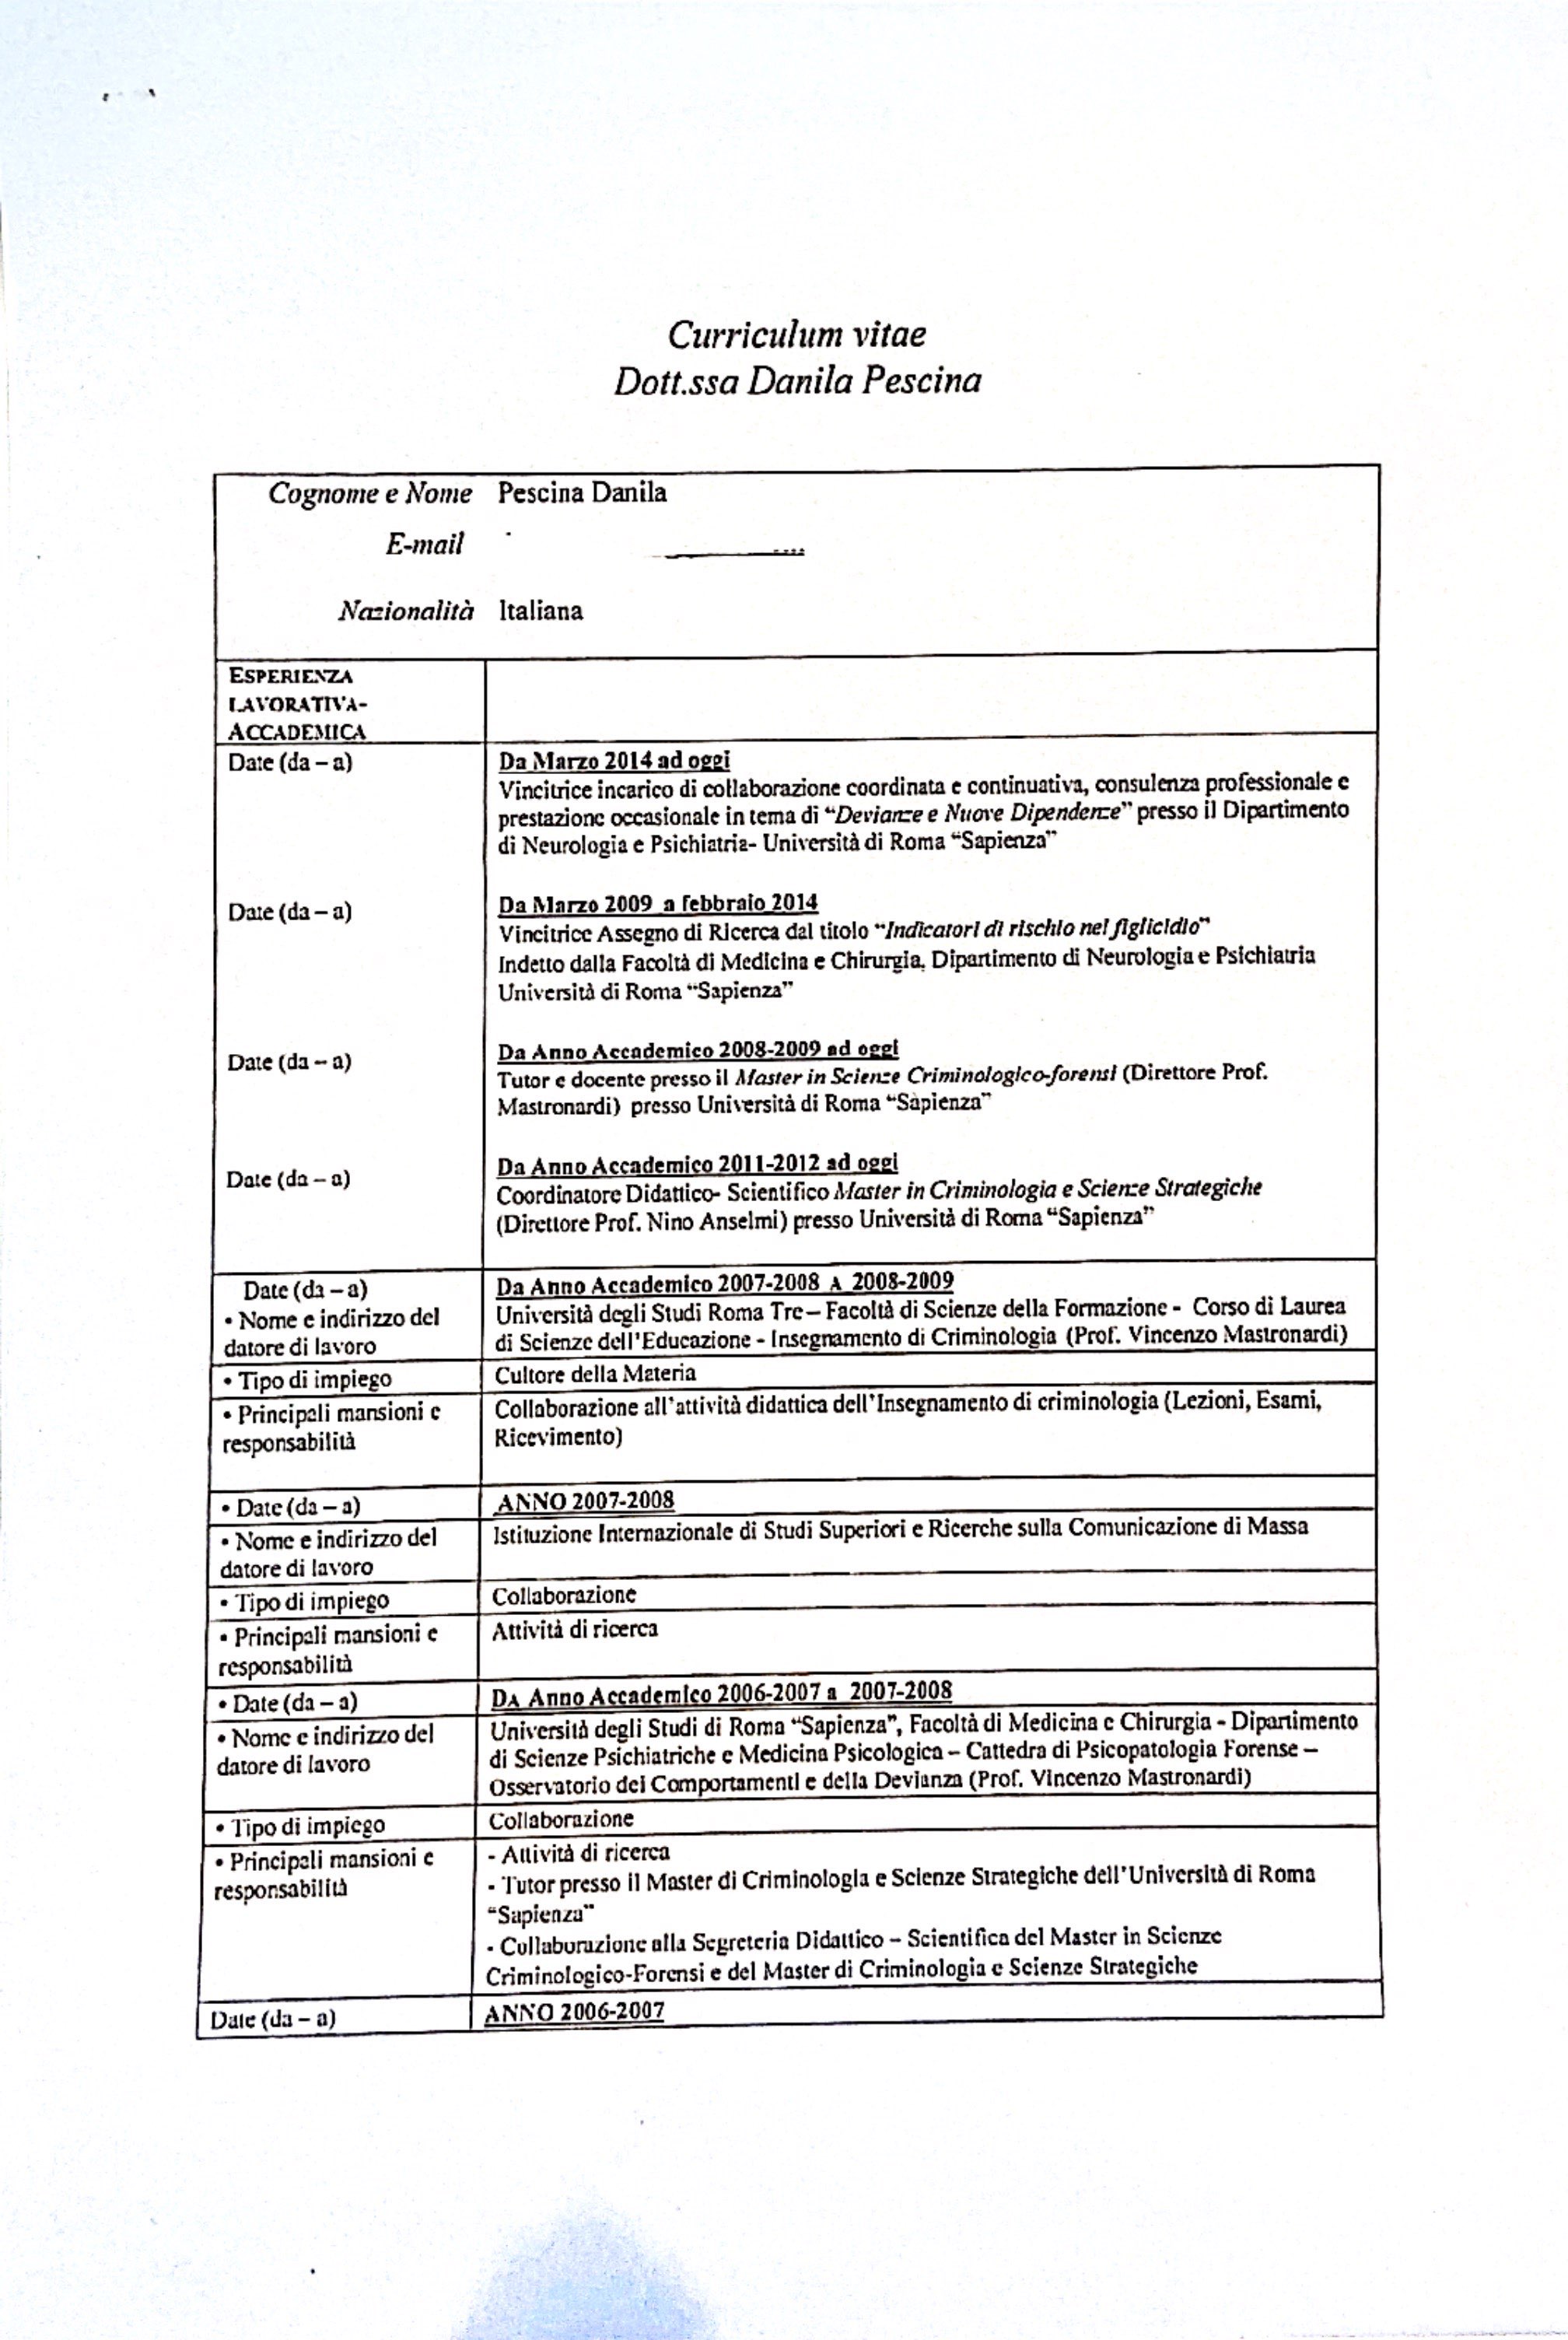 Curriculum vitae
Dott.ssa Danila Pescina
Cognome e Nome Pescina Danila
E-mail
Nazionalità Italiana
ESPERIENZA
LAVORATIVA-
ACCADEMICA
Date (da – a) Da Marzo 2014 ad oggi
Vincitrice incarico di collaborazione coordinata e continuativa, consulenza professionale e
prestazione occasionale in tema di “Devianze e Nuove Dipendenze” presso il Dipartimento
di Neurologia e Psichiatria- Università di Roma “Sapienza”
Date (da – a) Da Marzo 2009 a febbraio 2014
Vincitrice Assegno di Ricerca dal titolo “Indicatori di rischio nel figlicidio”
Indetto dalla Facoltà di Medicina e Chirurgia, Dipartimento di Neurologia e Psichiatria
Università di Roma “Sapienza”
Date (da – a) Da Anno Accademico 2008-2009 ad oggi
Tutor e docente presso il Master in Scienze Criminologico-forensi (Direttore Prof.
Mastronardi) presso Università di Roma “Sapienza”
Date (da – a) Da Anno Accademico 2011-2012 ad oggi
Coordinatore Didattico- Scientifico Master in Criminologia e Scienze Strategiche
(Direttore Prof. Nino Anselmi) presso Università di Roma “Sapienza”
Date (da – a) Da Anno Accademico 2007-2008 A 2008-2009
• Nome e indirizzo del Università degli Studi Roma Tre– Facoltà di Scienze della Formazione - Corso di Laurea
datore di lavoro di Scienze dell'Educazione - Insegnamento di Criminologia (Prof. Vincenzo Mastronardi)
• Tipo di impiego Cultore della Materia
• Principali mansioni e Collaborazione all'attività didattica dell'Insegnamento di criminologia (Lezioni, Esami,
responsabilità Ricevimento)
• Date (da – a) ANNO 2007-2008
• Nome e indirizzo del Istituzione Internazionale di Studi Superiori e Ricerche sulla Comunicazione di Massa
datore di lavoro
• Tipo di impiego Collaborazione
• Principali mansioni e Attività di ricerca
responsabilità
• Date (da – a) DA Anno Accademico 2006-2007 a 2007-2008
• Nome e indirizzo del Università degli Studi di Roma “Sapienza”, Facoltà di Medicina e Chirurgia - Dipartimento
datore di lavoro di Scienze Psichiatriche e Medicina Psicologica – Cattedra di Psicopatologia Forense –
Osservatorio dei Comportamenti e della Devianza (Prof. Vincenzo Mastronardi)
• Tipo di impiego Collaborazione
• Principali mansioni e - Attività di ricerca
responsabilità - Tutor presso il Master di Criminologia e Scienze Strategiche dell'Università di Roma
“Sapienza”
- Collaborazione alla Segreteria Didattico – Scientifica del Master in Scienze
Criminologico-Forensi e del Master di Criminologia e Scienze Strategiche
Date (da – a) ANNO 2006-2007